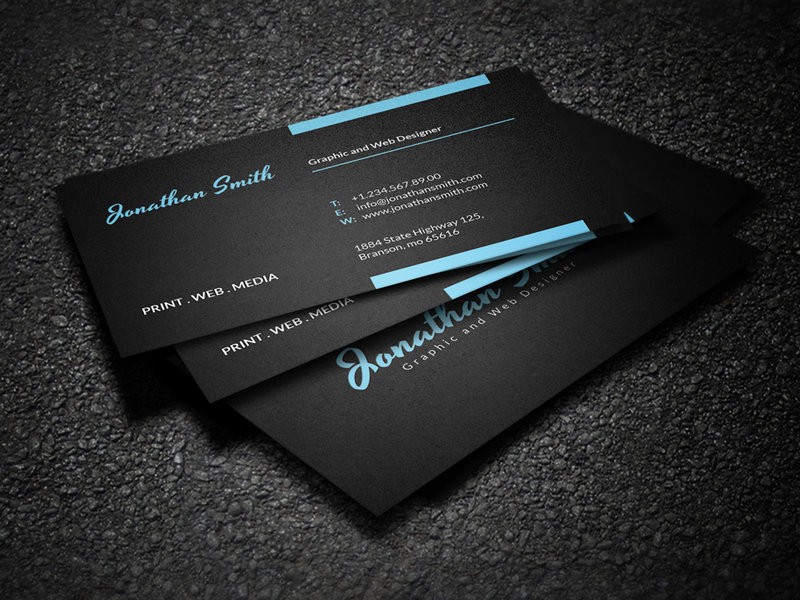 Jonathan Smith
Graphic and Web Designer
T: +1.234.567.89.00
E: info@jonathansmith.com
W: www.jonathansmith.com
1884 State Highway 125,
Branson, mo 65616
PRINT . WEB . MEDIA
PRINT . WEB . MEDIA
Jonathan Smith
Graphic and Web Designer